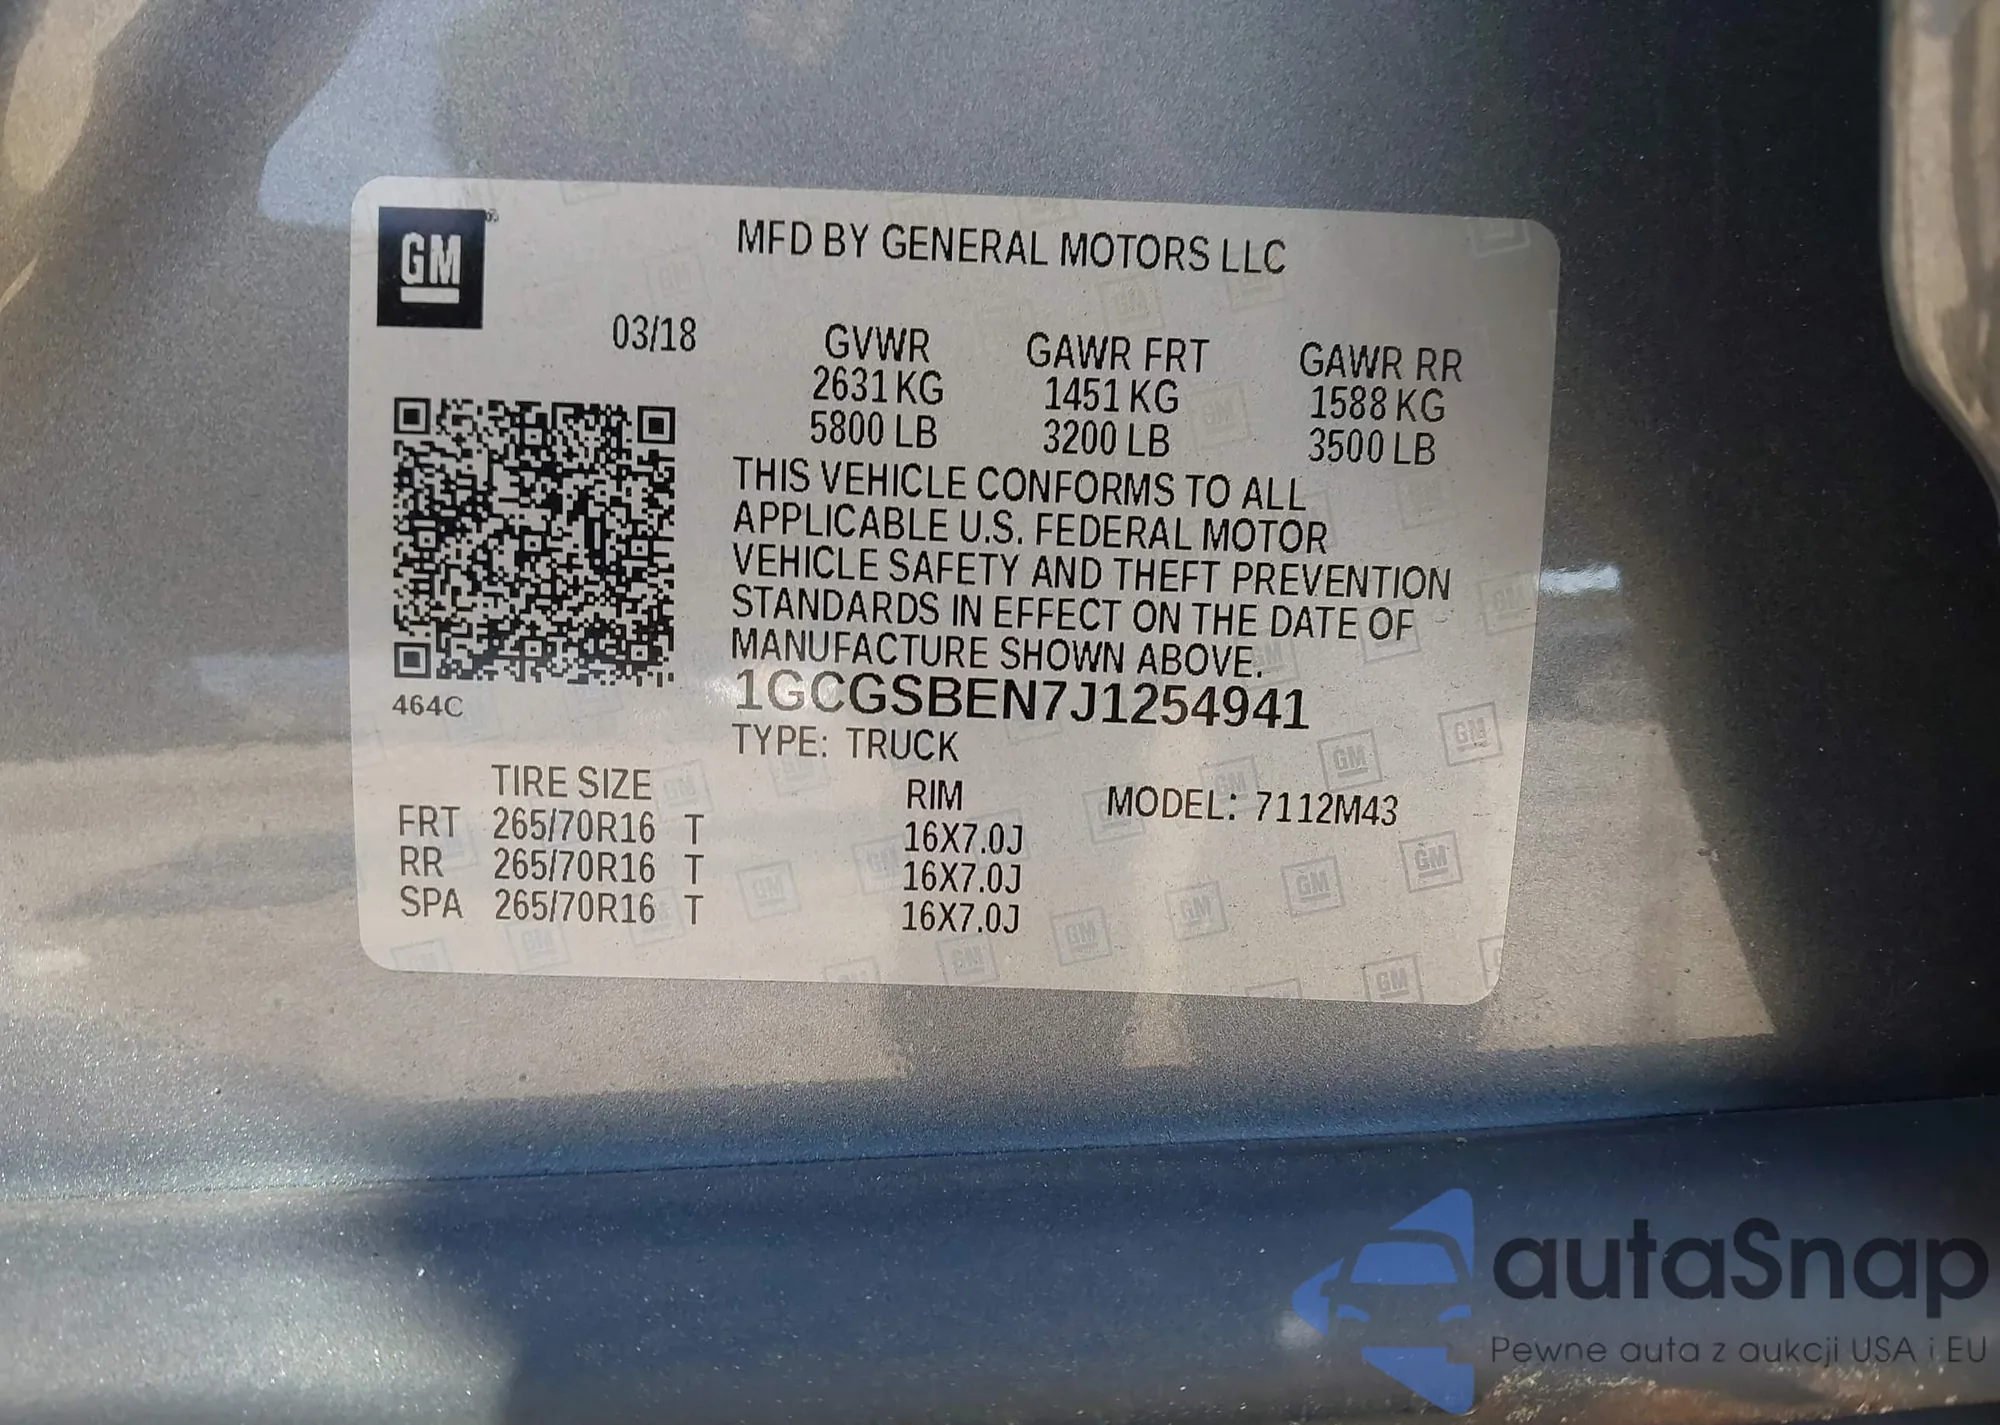 GM
MFD BY GENERAL MOTORS LLC
03/18
GVWR GAWR FRT GAWR RR
2631 KG 1451 KG 1588 KG
5800 LB 3200 LB 3500 LB
THIS VEHICLE CONFORMS TO ALL
APPLICABLE U.S. FEDERAL MOTOR
VEHICLE SAFETY AND THEFT PREVENTION
STANDARDS IN EFFECT ON THE DATE OF
MANUFACTURE SHOWN ABOVE.
464C
1GCGSBEN7J1254941
TYPE: TRUCK
TIRE SIZE RIM MODEL: 7112M43
FRT 265/70R16 T 16X7.0J
RR 265/70R16 T 16X7.0J
SPA 265/70R16 T 16X7.0J
autaSnap
Pewne auta z aukcji USA i EU